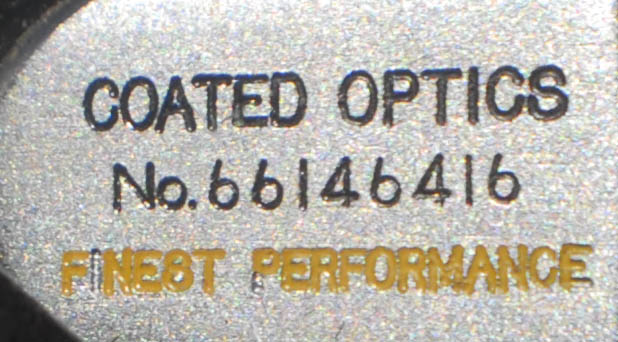 COATED OPTICS
No.66146416
FINEST PERFORMANCE